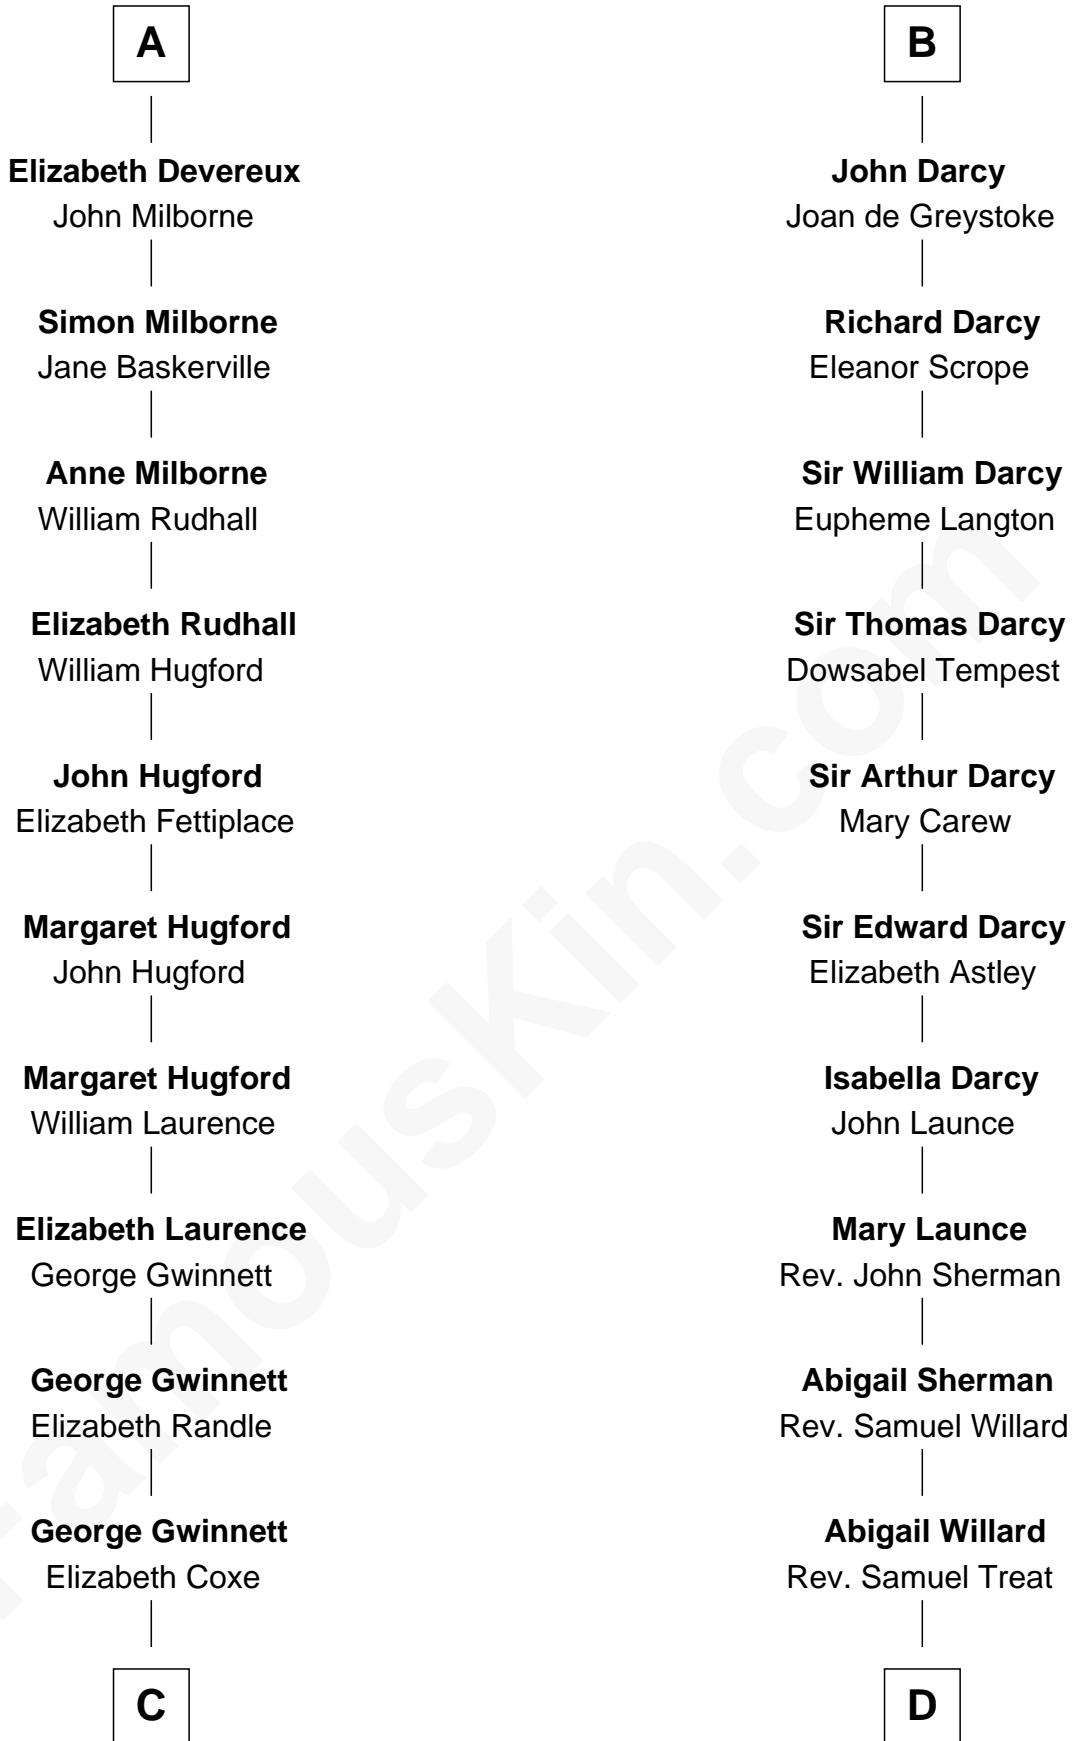 A
Elizabeth Devereux
John Milborne
Simon Milborne
Jane Baskerville
Anne Milborne
William Rudhall
Elizabeth Rudhall
William Hugford
John Hugford
Elizabeth Fettiplace
Margaret Hugford
John Hugford
Margaret Hugford
William Laurence
Elizabeth Laurence
George Gwinnett
George Gwinnett
Elizabeth Randle
George Gwinnett
Elizabeth Coxe
C
B
John Darcy
Joan de Greystoke
Richard Darcy
Eleanor Scrope
Sir William Darcy
Eupheme Langton
Sir Thomas Darcy
Dowsabel Tempest
Sir Arthur Darcy
Mary Carew
Sir Edward Darcy
Elizabeth Astley
Isabella Darcy
John Launce
Mary Launce
Rev. John Sherman
Abigail Sherman
Rev. Samuel Willard
Abigail Willard
Rev. Samuel Treat
D
FamousKin.com